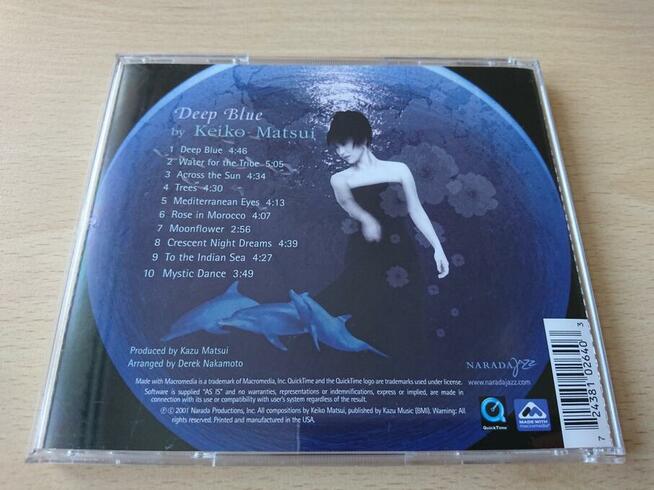 Deep Blue
by Keiko Matsui
1 Deep Blue 4:46
2 Water for the Tribe 5:05
3 Across the Sun 4:34
4 Trees 4:30
5 Mediterranean Eyes 4:13
6 Rose in Morocco 4:07
7 Moonflower 2:56
8 Crescent Night Dreams 4:39
9 To the Indian Sea 4:27
10 Mystic Dance 3:49
Produced by Kazu Matsui
Arranged by Derek Nakamoto
NARADA Jazz
www.naradajazz.com
Made with Macromedia is a trademark of Macromedia, Inc. QuickTime and the QuickTime logo are trademarks used under license.
Software is supplied "AS IS" and no warranties, representations or indemnifications, express or implied, are made in
connection with its use or compatibility with user's system regardless of the result.
℗ © 2001 Narada Productions, Inc. All compositions by Keiko Matsui, published by Kazu Music (BMI). Warning: All
rights reserved. Printed and manufactured in the USA.
QuickTime
MADE WITH
macromedia
7 24381 02640 3